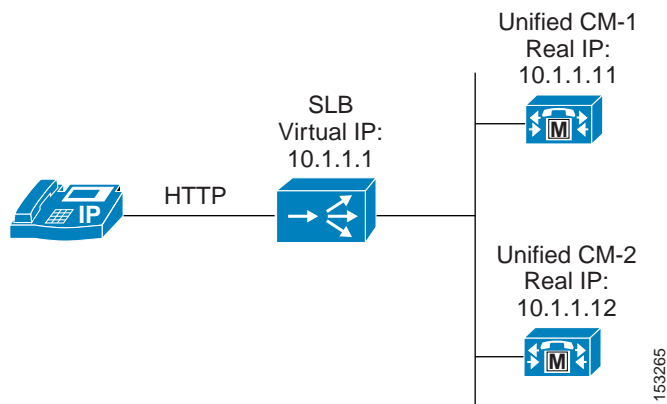 Unified CM-1
Real IP:
10.1.1.11
M
SLB
Virtual IP:
10.1.1.1
HTTP
IP
Unified CM-2
Real IP:
10.1.1.12
M
153265